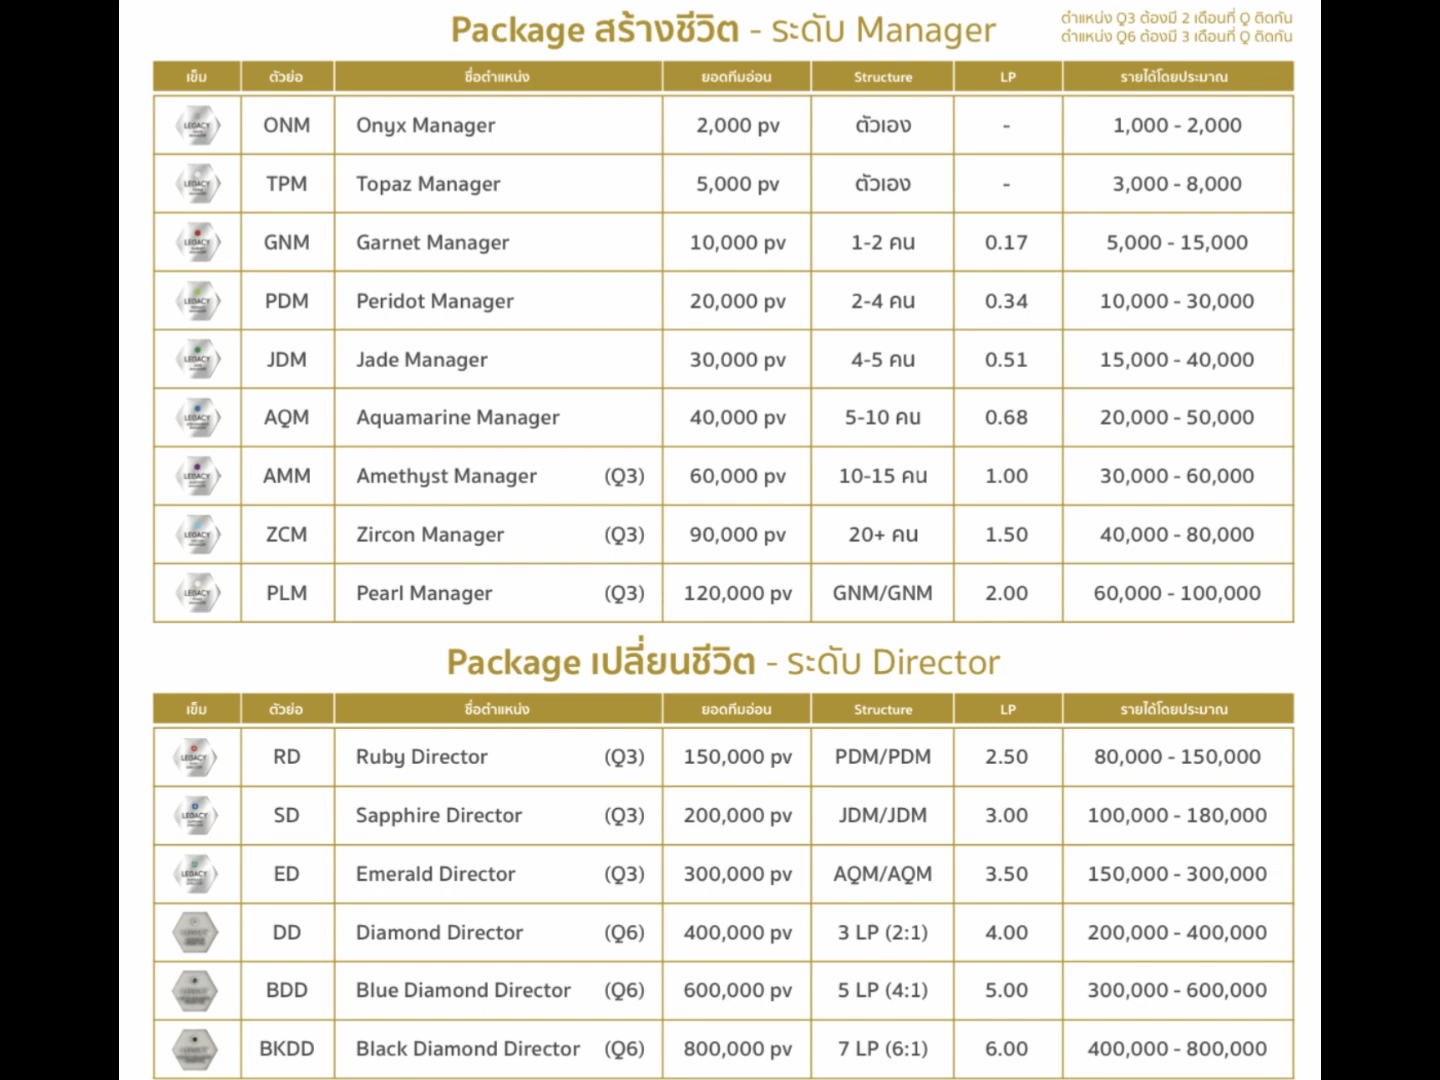 Package สร้างชีวิต - ระดับ Manager
ตำแหน่ง Q3 ต้องมี 2 เดือนที่ Q ติดกัน
ตำแหน่ง Q6 ต้องมี 3 เดือนที่ Q ติดกัน
เข็ม ตัวย่อ ชื่อตำแหน่ง ยอดทีมอ่อน Structure LP รายได้โดยประมาณ
LEGACY ONM Onyx Manager 2,000 pv ตัวเอง - 1,000 - 2,000
LEGACY TPM Topaz Manager 5,000 pv ตัวเอง - 3,000 - 8,000
LEGACY GNM Garnet Manager 10,000 pv 1-2 คน 0.17 5,000 - 15,000
LEGACY PDM Peridot Manager 20,000 pv 2-4 คน 0.34 10,000 - 30,000
LEGACY JDM Jade Manager 30,000 pv 4-5 คน 0.51 15,000 - 40,000
LEGACY AQM Aquamarine Manager 40,000 pv 5-10 คน 0.68 20,000 - 50,000
LEGACY AMM Amethyst Manager (Q3) 60,000 pv 10-15 คน 1.00 30,000 - 60,000
LEGACY ZCM Zircon Manager (Q3) 90,000 pv 20+ คน 1.50 40,000 - 80,000
LEGACY PLM Pearl Manager (Q3) 120,000 pv GNM/GNM 2.00 60,000 - 100,000
Package เปลี่ยนชีวิต - ระดับ Director
เข็ม ตัวย่อ ชื่อตำแหน่ง ยอดทีมอ่อน Structure LP รายได้โดยประมาณ
LEGACY RD Ruby Director (Q3) 150,000 pv PDM/PDM 2.50 80,000 - 150,000
LEGACY SD Sapphire Director (Q3) 200,000 pv JDM/JDM 3.00 100,000 - 180,000
LEGACY ED Emerald Director (Q3) 300,000 pv AQM/AQM 3.50 150,000 - 300,000
DD Diamond Director (Q6) 400,000 pv 3 LP (2:1) 4.00 200,000 - 400,000
BDD Blue Diamond Director (Q6) 600,000 pv 5 LP (4:1) 5.00 300,000 - 600,000
BKDD Black Diamond Director (Q6) 800,000 pv 7 LP (6:1) 6.00 400,000 - 800,000